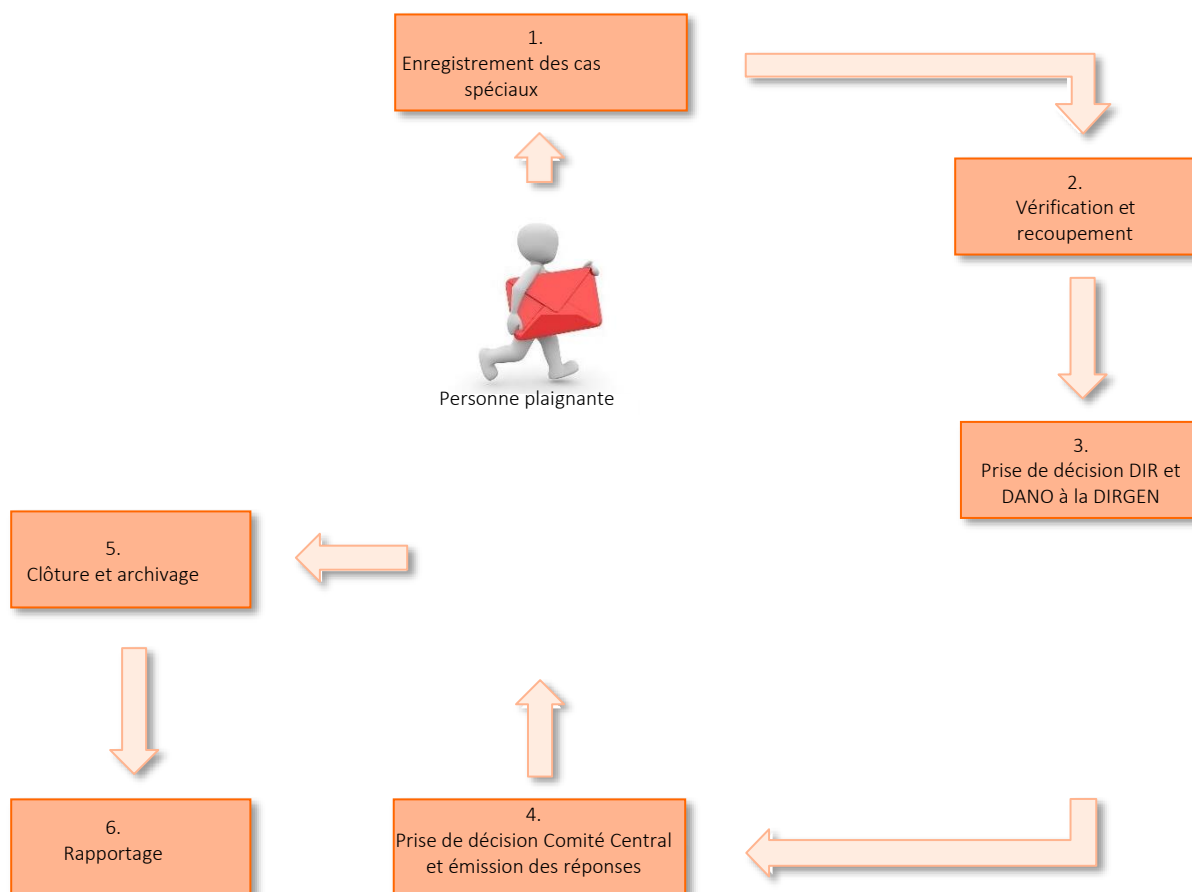 1.
Enregistrement des cas
spéciaux
2.
Vérification et
recoupement
Personne plaignante
3.
Prise de décision DIR et
DANO à la DIRGEN
5.
Clôture et archivage
4.
Prise de décision Comité Central
et émission des réponses
6.
Rapportage